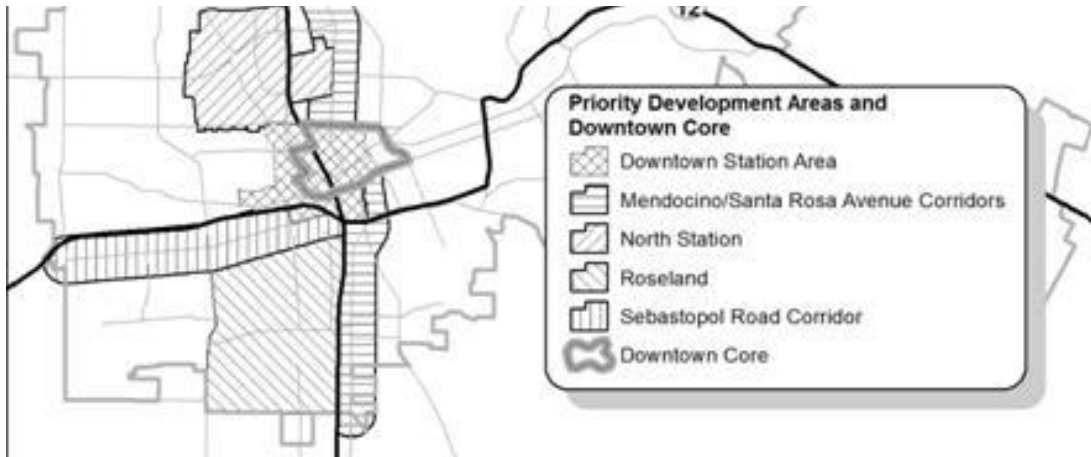 12
Priority Development Areas and
Downtown Core
Downtown Station Area
Mendocino/Santa Rosa Avenue Corridors
North Station
Roseland
Sebastopol Road Corridor
Downtown Core